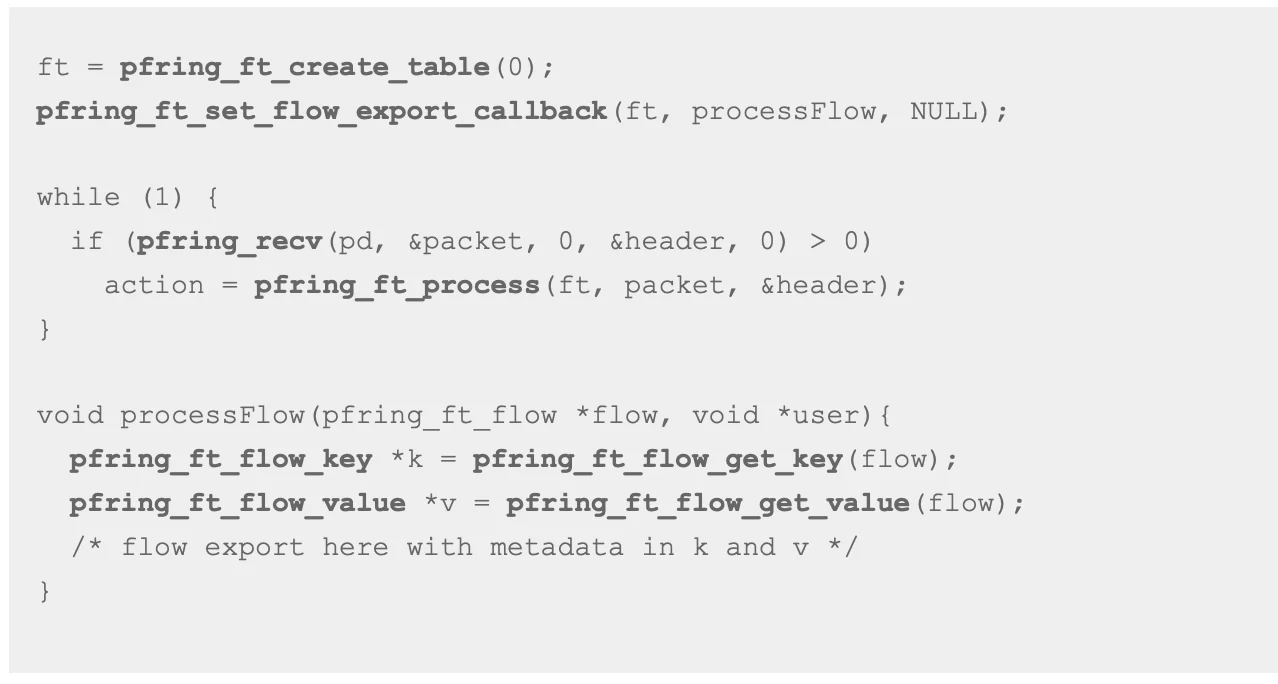 ft = pfring_ft_create_table(0);
pfring_ft_set_flow_export_callback(ft, processFlow, NULL);
while (1) {
if (pfring_recv(pd, &packet, 0, &header, 0) > 0)
action = pfring_ft_process(ft, packet, &header);
}
void processFlow(pfring_ft_flow *flow, void *user){
pfring_ft_flow_key *k = pfring_ft_flow_get_key(flow);
pfring_ft_flow_value *v = pfring_ft_flow_get_value(flow);
/* flow export here with metadata in k and v */
}